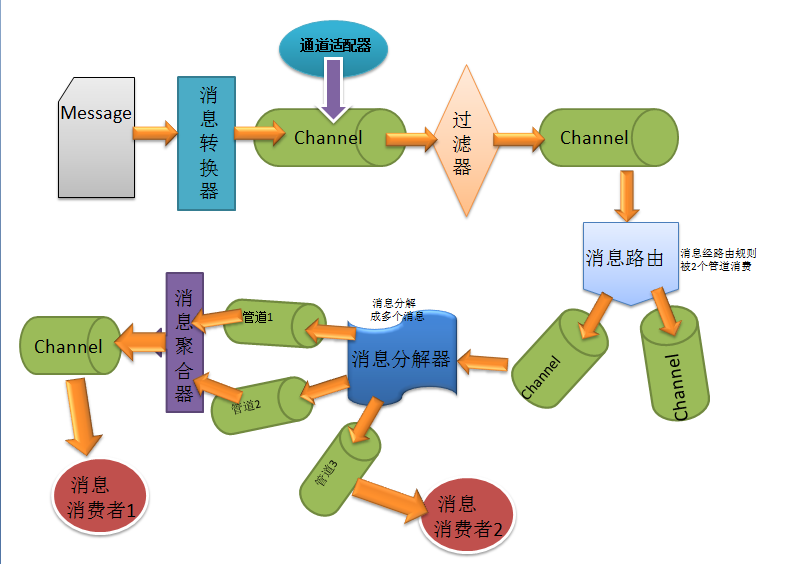 通道适配器
Message
消
息
转
换
器
Channel
过
滤
器
Channel
消息路由
消息经路由规则
被2个管道消费
Channel
Channel
消息分解
成多个消息
消息分解器
管道1
管道2
管道3
消
息
聚
合
器
Channel
消息
消费者1
消息
消费者2